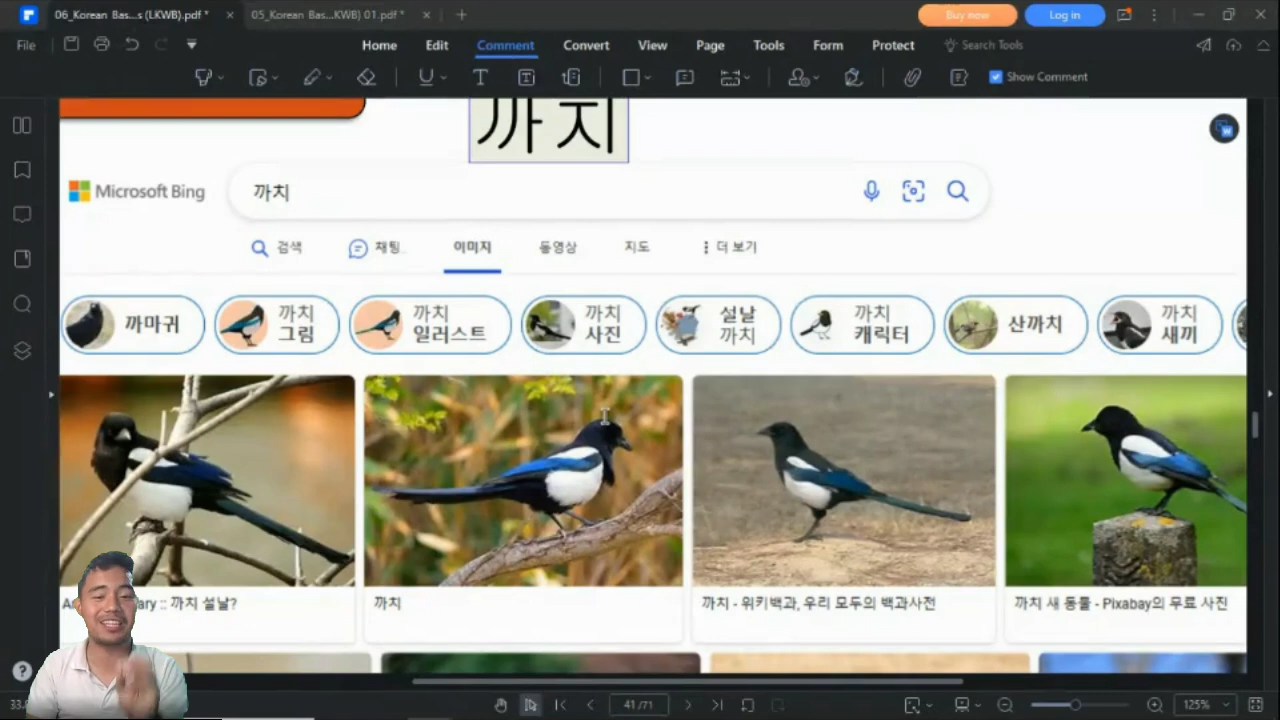 06_Korean Bas...s (LKWB).pdf *
05_Korean Bas...KWB) 01.pdf *
Buy now
Log in
File
Home
Edit
Comment
Convert
View
Page
Tools
Form
Protect
Search Tools
Show Comment
까치
Microsoft Bing
까치
검색
채팅
이미지
동영상
지도
더 보기
까마귀
까치
그림
까치
일러스트
까치
사진
설날
까치
까치
캐릭터
산까치
까치
새끼
:: 까치 설날?
까치
까치 - 위키백과, 우리 모두의 백과사전
까치 새 동물 - Pixabay의 무료 사진
41 /71
125%